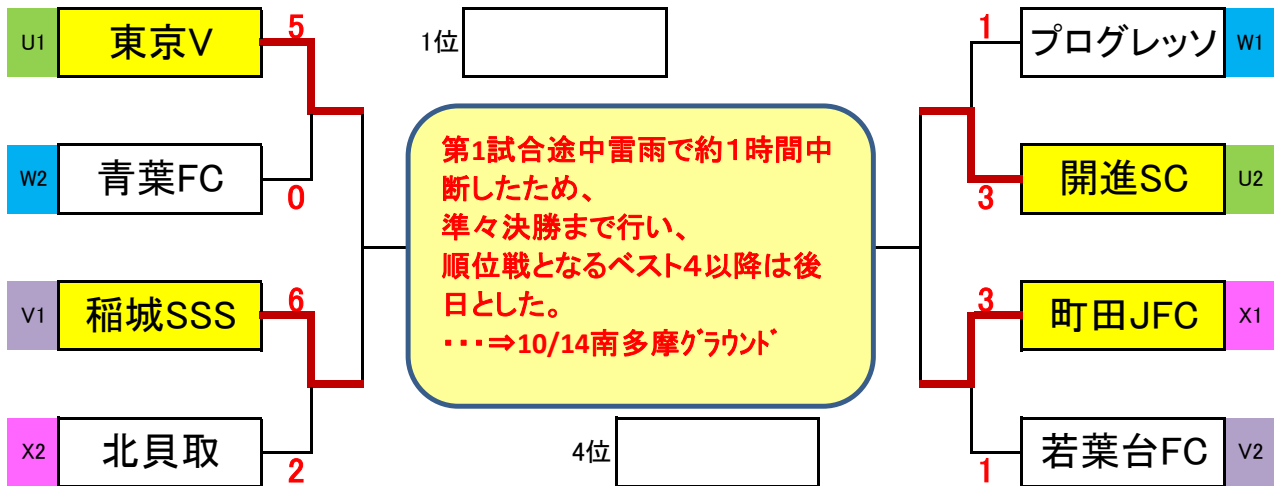 U1 東京V 5
1位
1 プログレッソ W1
W2 青葉FC 0
3 開進SC U2
第1試合途中雷雨で約1時間中
断したため、
準々決勝まで行い、
順位戦となるベスト4以降は後
日とした。
・・・⇒10/14南多摩グラウンド
V1 稲城SSS 6
3 町田JFC X1
X2 北貝取 2
4位
1 若葉台FC V2